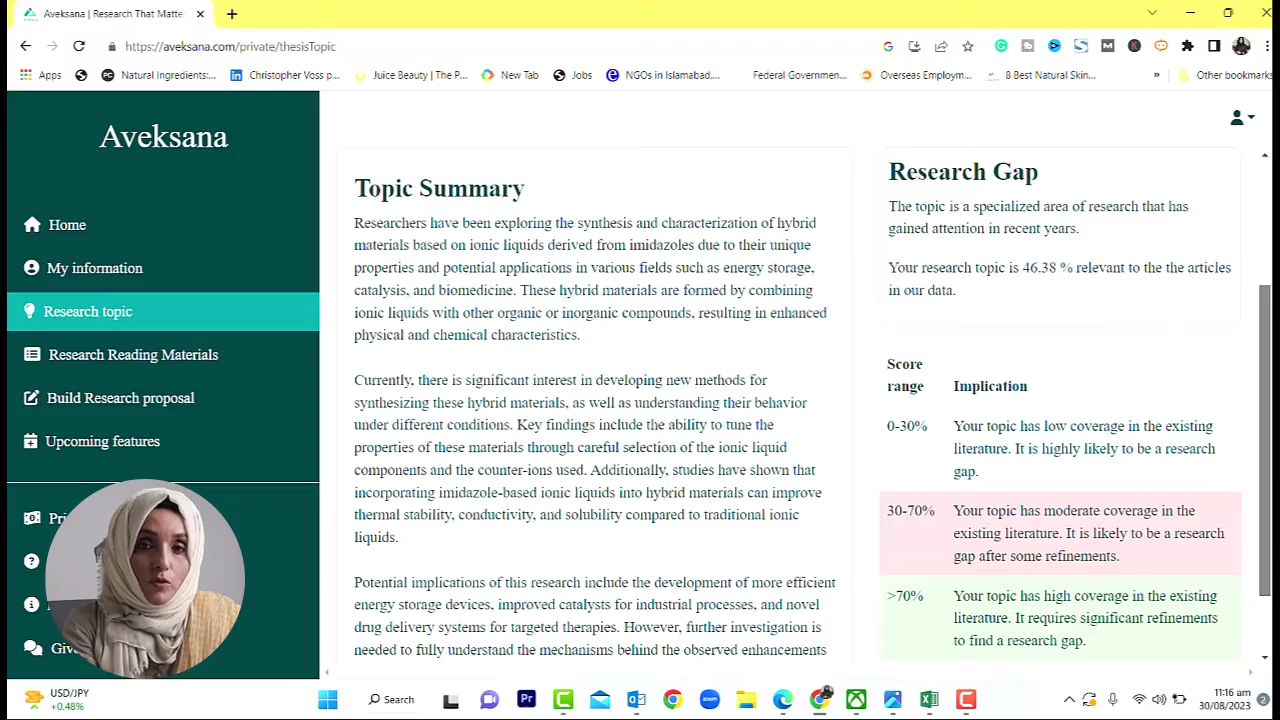 Aveksana | Research That Matte
https://aveksana.com/private/thesisTopic
Apps
Natural Ingredients:...
Christopher Voss p...
Juice Beauty | The P...
New Tab
Jobs
NGOs in Islamabad,...
Federal Governmen...
Overseas Employm...
8 Best Natural Skin...
»
Other bookmarks
Aveksana
Home
My information
Research topic
Research Reading Materials
Build Research proposal
Upcoming features
Topic Summary
Researchers have been exploring the synthesis and characterization of hybrid
materials based on ionic liquids derived from imidazoles due to their unique
properties and potential applications in various fields such as energy storage,
catalysis, and biomedicine. These hybrid materials are formed by combining
ionic liquids with other organic or inorganic compounds, resulting in enhanced
physical and chemical characteristics.
Currently, there is significant interest in developing new methods for
synthesizing these hybrid materials, as well as understanding their behavior
under different conditions. Key findings include the ability to tune the
properties of these materials through careful selection of the ionic liquid
components and the counter-ions used. Additionally, studies have shown that
incorporating imidazole-based ionic liquids into hybrid materials can improve
thermal stability, conductivity, and solubility compared to traditional ionic
liquids.
Potential implications of this research include the development of more efficient
energy storage devices, improved catalysts for industrial processes, and novel
drug delivery systems for targeted therapies. However, further investigation is
needed to fully understand the mechanisms behind the observed enhancements
Research Gap
The topic is a specialized area of research that has
gained attention in recent years.
Your research topic is 46.38 % relevant to the the articles
in our data.
Score
range Implication
0-30% Your topic has low coverage in the existing
literature. It is highly likely to be a research
gap.
30-70% Your topic has moderate coverage in the
existing literature. It is likely to be a research
gap after some refinements.
>70% Your topic has high coverage in the existing
literature. It requires significant refinements
to find a research gap.
USD/JPY
+0.48%
Search
11:16 am
30/08/2023